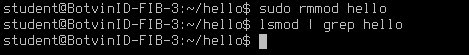 student@BotvinID-FIB-3:~/hello$ sudo rmmod hello
student@BotvinID-FIB-3:~/hello$ lsmod | grep hello
student@BotvinID-FIB-3:~/hello$